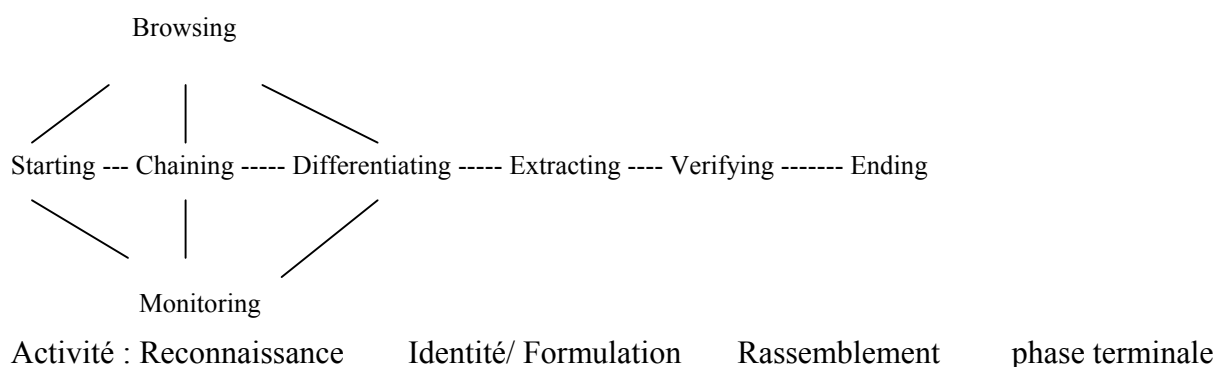 Browsing
Starting --- Chaining ----- Differentiating ----- Extracting ---- Verifying ------- Ending
Monitoring
Activité : Reconnaissance Identité/ Formulation Rassemblement phase terminale